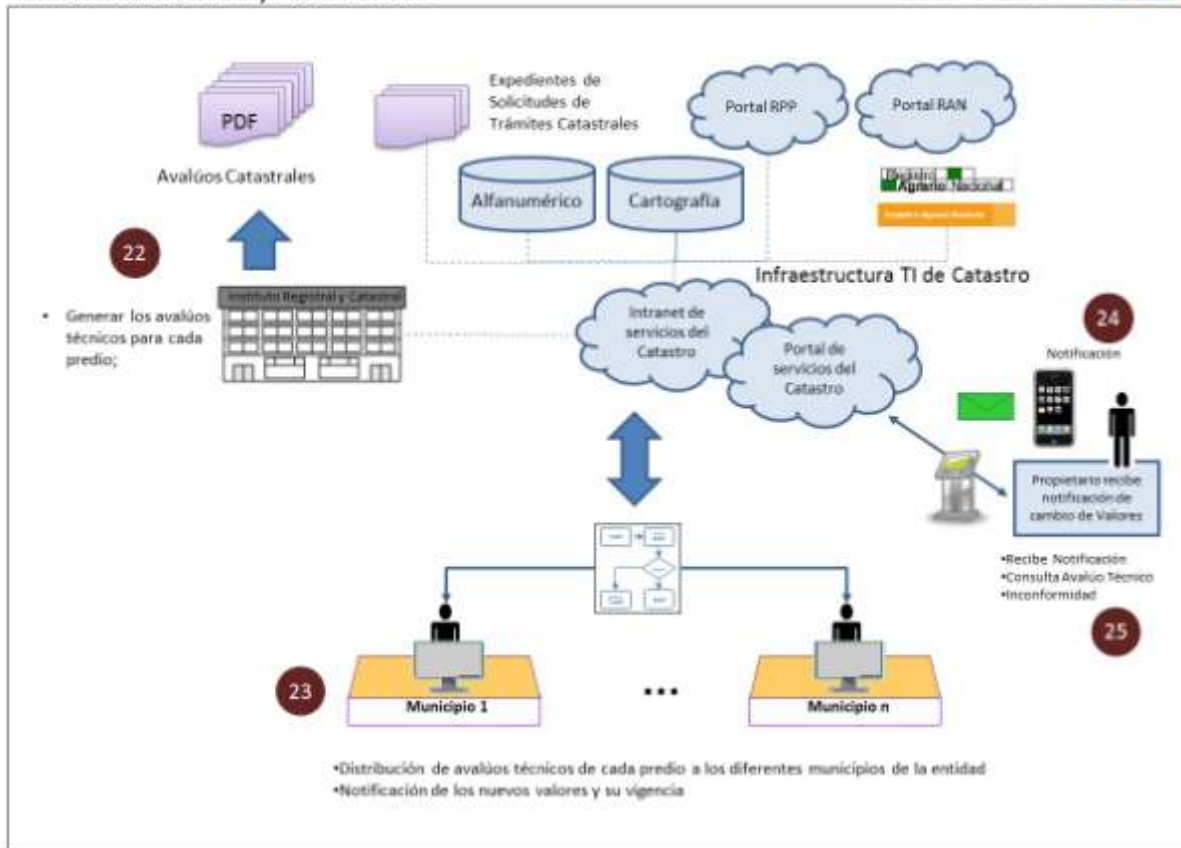 PDF
Avalúos Catastrales
Expedientes de
Solicitudes de
Trámites Catastrales
Portal RPP
Portal RAN
Alfanumérico
Cartografía
Agrario Nacional
22
Infraestructura TI de Catastro
Instituto Registral y Catastral
• Generar los avalúos
técnicos para cada
predio;
Intranet de
servicios del
Catastro
Portal de
servicios del
Catastro
24
Notificación
Propietario recibe
notificación de
cambio de Valores
•Recibe Notificación
•Consulta Avalúo Técnico
•Inconformidad
25
23
Municipio 1
...
Municipio n
•Distribución de avalúos técnicos de cada predio a los diferentes municipios de la entidad
•Notificación de los nuevos valores y su vigencia